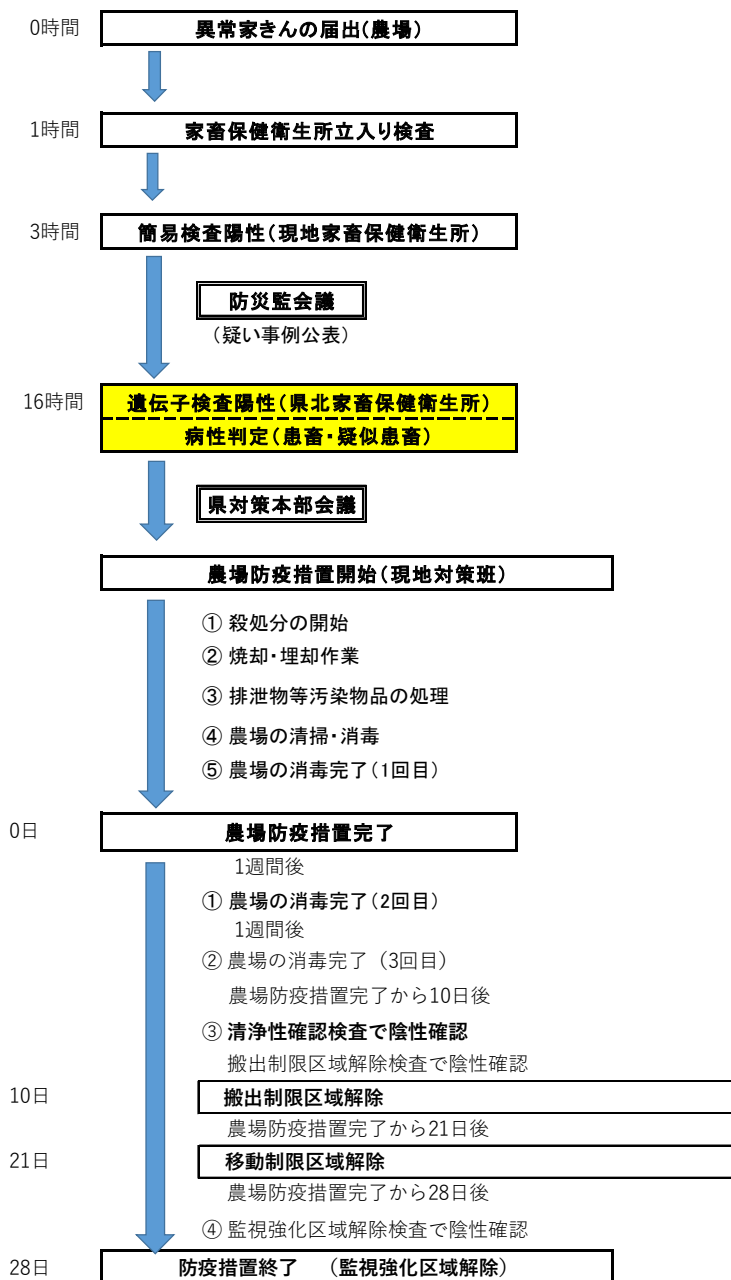 0時間 異常家きんの届出(農場)
1時間 家畜保健衛生所立入り検査
3時間 簡易検査陽性(現地家畜保健衛生所)
防災監会議
(疑い事例公表)
16時間 遺伝子検査陽性(県北家畜保健衛生所)
病性判定(患畜・疑似患畜)
県対策本部会議
農場防疫措置開始(現地対策班)
① 殺処分の開始
② 焼却・埋却作業
③ 排泄物等汚染物品の処理
④ 農場の清掃・消毒
⑤ 農場の消毒完了(1回目)
0日 農場防疫措置完了
1週間後
① 農場の消毒完了(2回目)
1週間後
② 農場の消毒完了(3回目)
農場防疫措置完了から10日後
③ 清浄性確認検査で陰性確認
搬出制限区域解除検査で陰性確認
10日 搬出制限区域解除
農場防疫措置完了から21日後
21日 移動制限区域解除
農場防疫措置完了から28日後
④ 監視強化区域解除検査で陰性確認
28日 防疫措置終了 (監視強化区域解除)